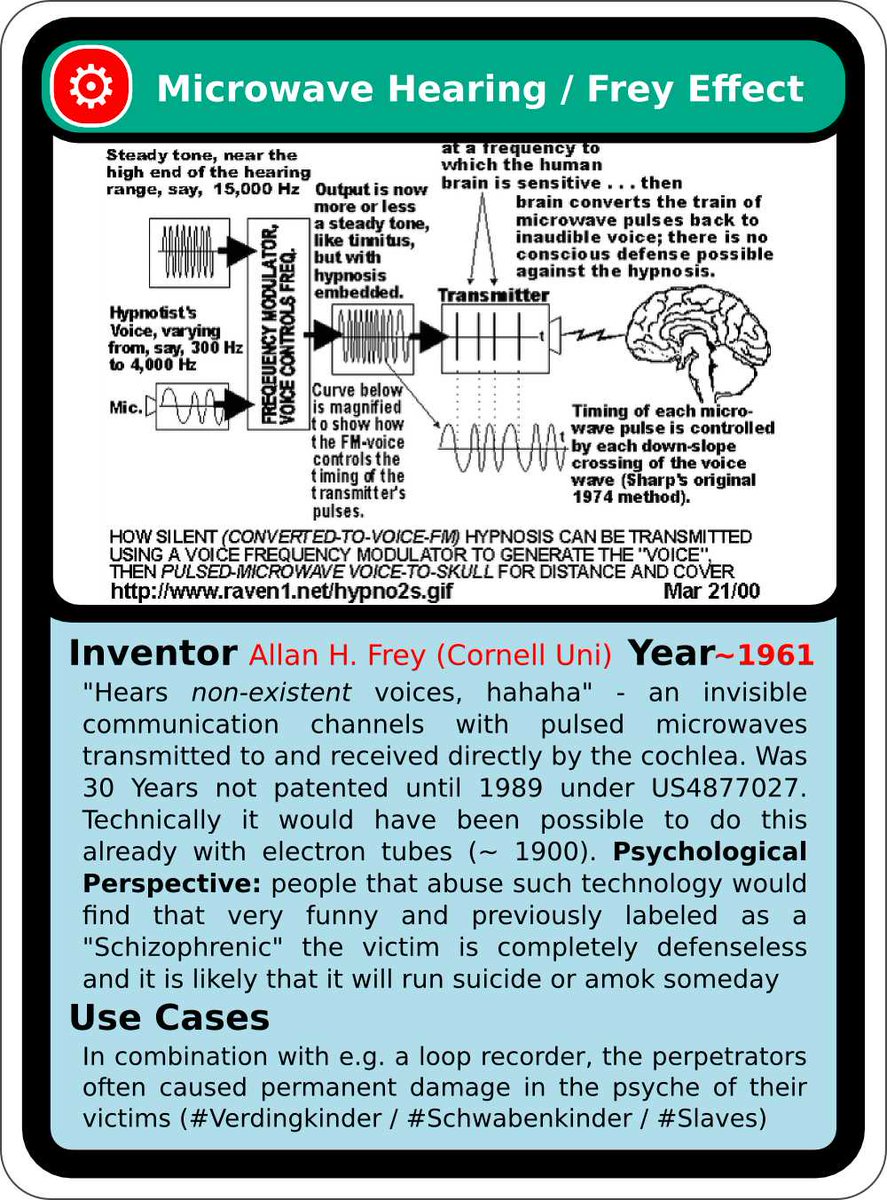 Microwave Hearing / Frey Effect
Steady tone, near the
high end of the hearing
range, say, 15,000 Hz
Output is now
more or less
a steady tone,
like tinnitus,
but with
hypnosis
embedded.
at a frequency to
which the human
brain is sensitive . . . then
brain converts the train of
microwave pulses back to
inaudible voice; there is no
conscious defense possible
against the hypnosis.
Hypnotist's
Voice, varying
from, say, 300 Hz
to 4,000 Hz
Mic.
FREQEUENCY MODULATOR,
VOICE CONTROLS FREQ.
Transmitter
t
Curve below
is magnified
to show how
the FM-voice
controls the
timing of the
transmitter's
pulses.
t
Timing of each micro-
wave pulse is controlled
by each down-slope
crossing of the voice
wave (Sharp's original
1974 method).
HOW SILENT (CONVERTED-TO-VOICE-FM) HYPNOSIS CAN BE TRANSMITTED
USING A VOICE FREQUENCY MODULATOR TO GENERATE THE "VOICE",
THEN PULSED-MICROWAVE VOICE-TO-SKULL FOR DISTANCE AND COVER
http://www.raven1.net/hypno2s.gif Mar 21/00
Inventor Allan H. Frey (Cornell Uni) Year~1961
"Hears non-existent voices, hahaha" - an invisible
communication channels with pulsed microwaves
transmitted to and received directly by the cochlea. Was
30 Years not patented until 1989 under US4877027.
Technically it would have been possible to do this
already with electron tubes (~ 1900). Psychological
Perspective: people that abuse such technology would
find that very funny and previously labeled as a
"Schizophrenic" the victim is completely defenseless
and it is likely that it will run suicide or amok someday
Use Cases
In combination with e.g. a loop recorder, the perpetrators
often caused permanent damage in the psyche of their
victims (#Verdingkinder / #Schwabenkinder / #Slaves)